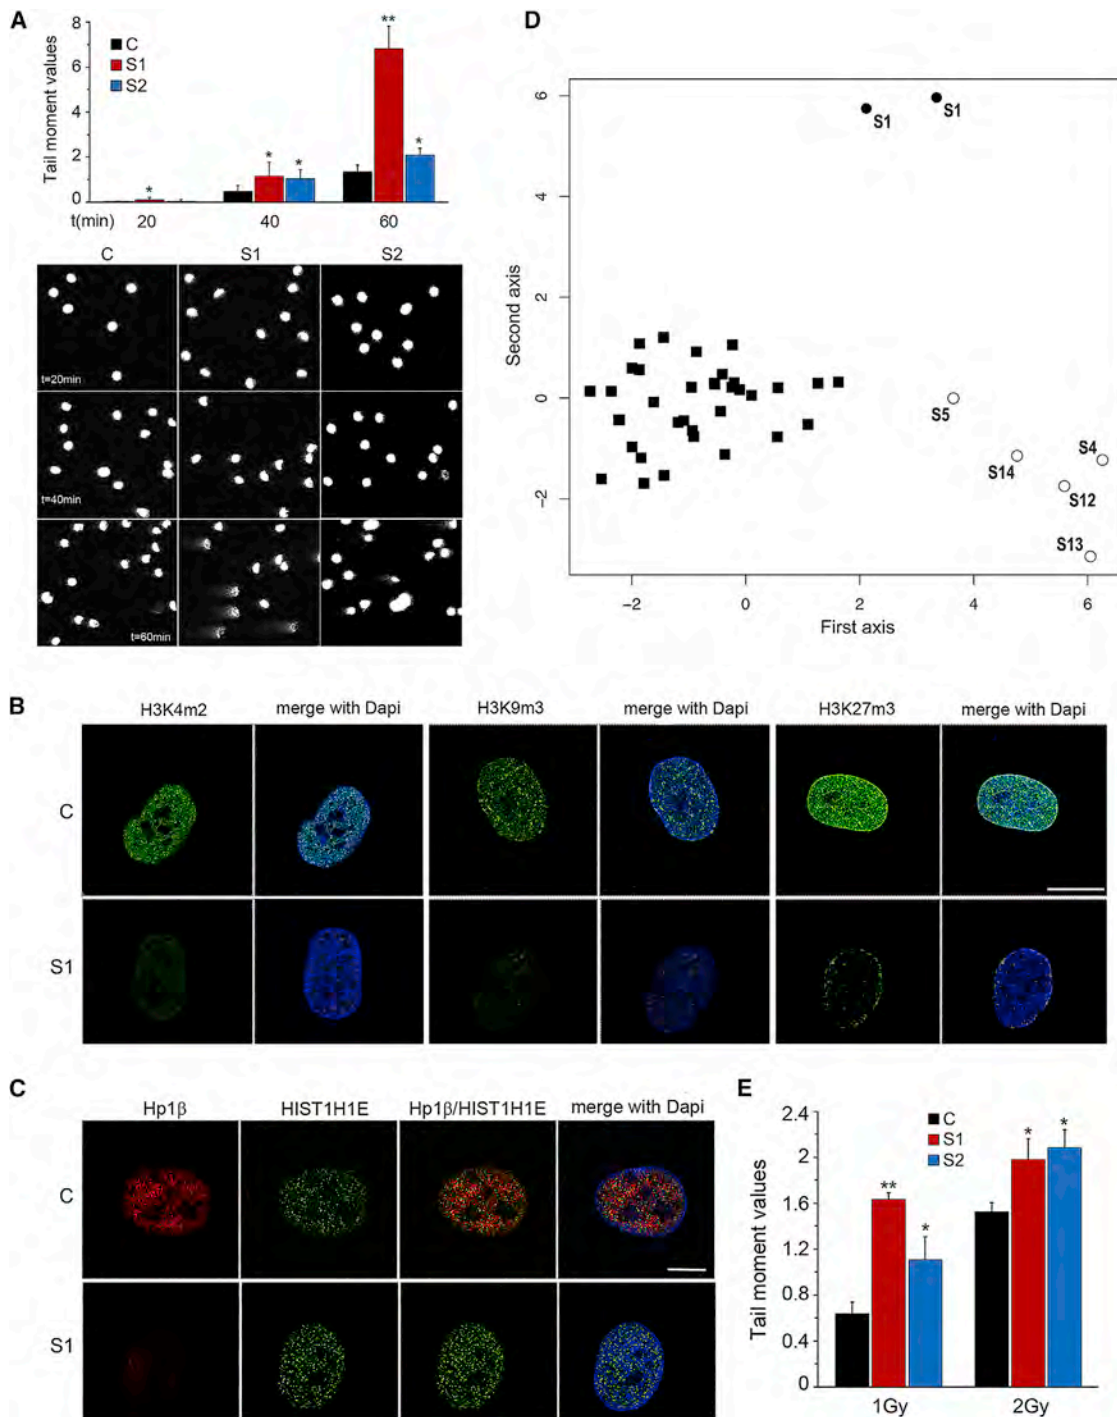 A
Tail moment values
8
6
4
2
0
C
S1
S2
*
*
*
**
*
t(min) 20 40 60
C S1 S2
t=20min
t=40min
t=60min
D
Second axis
6
4
2
0
−2
S1
S1
S5
S14
S4
S12
S13
−2 0 2 4 6
First axis
B
H3K4m2 merge with Dapi H3K9m3 merge with Dapi H3K27m3 merge with Dapi
C
S1
C
Hp1β HIST1H1E Hp1β/HIST1H1E merge with Dapi
C
S1
E
Tail moment values
2.4
2
1.6
1.2
0.8
0.4
0
C
S1
S2
**
*
*
*
1Gy 2Gy